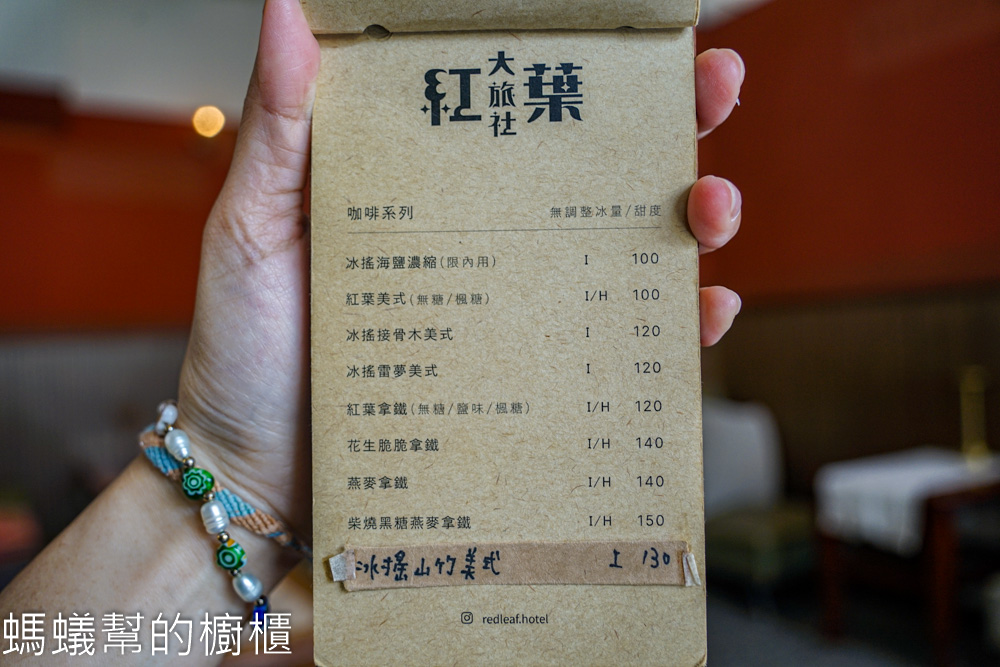 紅葉大旅社
咖啡系列 無調整冰量/甜度
冰搖海鹽濃縮(限內用) I 100
紅葉美式(無糖/楓糖) I/H 100
冰搖接骨木美式 I 120
冰搖雷夢美式 I 120
紅葉拿鐵(無糖/鹽味/楓糖) I/H 120
花生脆脆拿鐵 I/H 140
燕麥拿鐵 I/H 140
柴燒黑糖燕麥拿鐵 I/H 150
冰搖山竹美式 I 130
redleaf.hotel
螞蟻幫的櫥櫃